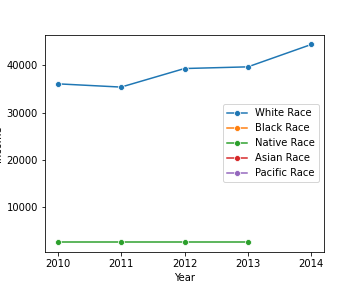 40000
30000
20000
10000
White Race
Black Race
Native Race
Asian Race
Pacific Race
2010 2011 2012 2013 2014
Year